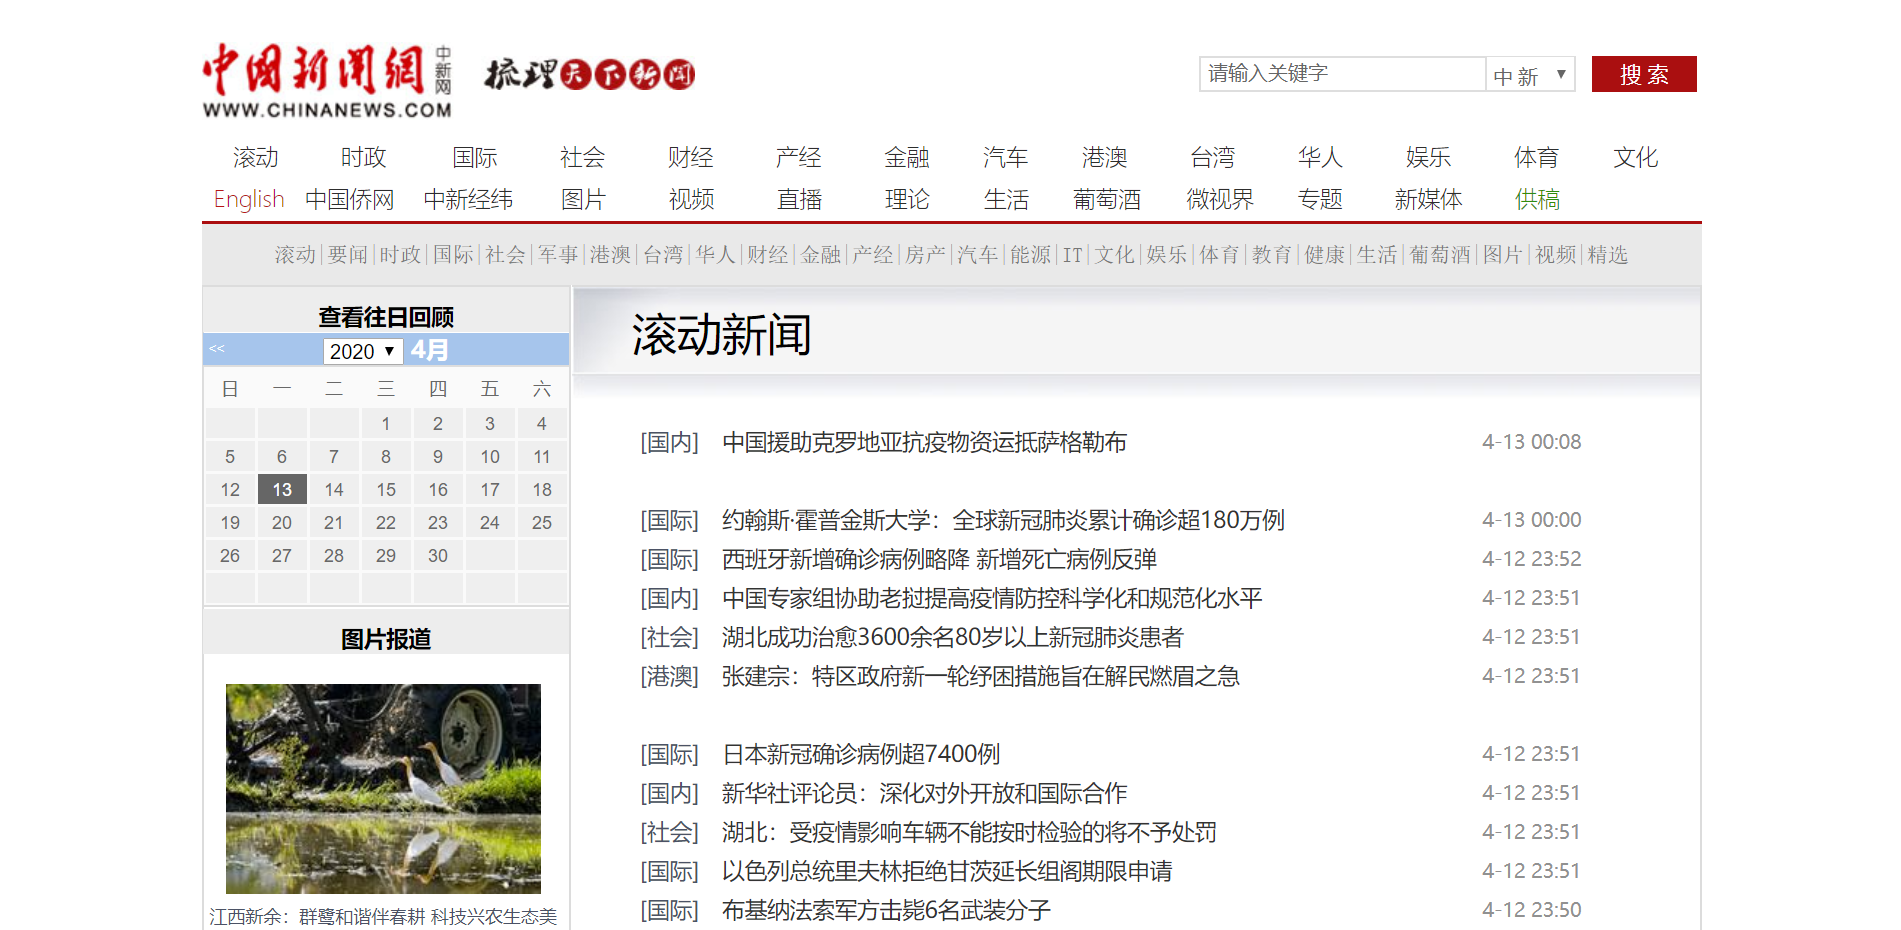 中国新闻網 中新网 梳理天下新闻
WWW.CHINANEWS.COM
请输入关键字 中新 ▼ 搜索
滚动 时政 国际 社会 财经 产经 金融 汽车 港澳 台湾 华人 娱乐 体育 文化
English 中国侨网 中新经纬 图片 视频 直播 理论 生活 葡萄酒 微视界 专题 新媒体 供稿
滚动|要闻|时政|国际|社会|军事|港澳|台湾|华人|财经|金融|产经|房产|汽车|能源|IT|文化|娱乐|体育|教育|健康|生活|葡萄酒|图片|视频|精选
查看往日回顾
<< 2020 ▼ 4月
日 一 二 三 四 五 六
1 2 3 4
5 6 7 8 9 10 11
12 13 14 15 16 17 18
19 20 21 22 23 24 25
26 27 28 29 30
图片报道
江西新余：群鹭和谐伴春耕 科技兴农生态美
滚动新闻
[国内] 中国援助克罗地亚抗疫物资运抵萨格勒布 4-13 00:08
[国际] 约翰斯·霍普金斯大学：全球新冠肺炎累计确诊超180万例 4-13 00:00
[国际] 西班牙新增确诊病例略降 新增死亡病例反弹 4-12 23:52
[国内] 中国专家组协助老挝提高疫情防控科学化和规范化水平 4-12 23:51
[社会] 湖北成功治愈3600余名80岁以上新冠肺炎患者 4-12 23:51
[港澳] 张建宗：特区政府新一轮纾困措施旨在解民燃眉之急 4-12 23:51
[国际] 日本新冠确诊病例超7400例 4-12 23:51
[国内] 新华社评论员：深化对外开放和国际合作 4-12 23:51
[社会] 湖北：受疫情影响车辆不能按时检验的将不予处罚 4-12 23:51
[国际] 以色列总统里夫林拒绝甘茨延长组阁期限申请 4-12 23:51
[国际] 布基纳法索军方击毙6名武装分子 4-12 23:50